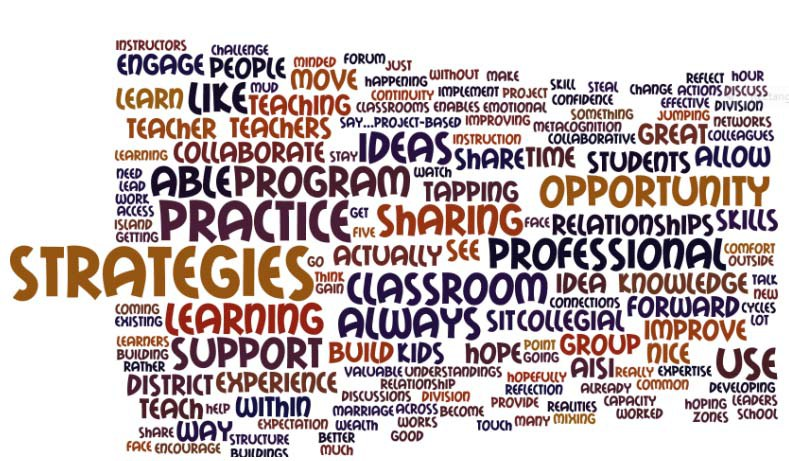 INSTRUCTORS CHALLENGE
ENGAGE PEOPLE MINDED FORUM JUST
MOVE HAPPENING WITHOUT MAKE REFLECT HOUR
LEARN LIKE MUD CONTINUITY IMPLEMENT PROJECT SKILL STEAL CHANGE ACTIONS DISCUSS
TEACHING CLASSROOMS ENABLES EMOTIONAL CONFIDENCE EFFECTIVE DIVISION
TEACHER TEACHERS SAY...PROJECT-BASED IMPROVING SOMETHING JUMPING NETWORKS
METACOGNITION
LEARNING COLLABORATE STAY IDEAS INSTRUCTION COLLABORATIVE GREAT COLLEAGUES
SHARE TIME STUDENTS ALLOW
NEED ABLE PROGRAM WATCH
LEAD TAPPING OPPORTUNITY
WORK
ACCESS PRACTICE GET SHARING FACE RELATIONSHIPS SKILLS
ISLAND FIVE
GETTING
STRATEGIES GO ACTUALLY SEE PROFESSIONAL COMFORT
OUTSIDE
THINK CLASSROOM IDEA KNOWLEDGE TALK
GAIN NEW
COMING LEARNING ALWAYS SIT COLLEGIAL CONNECTIONS FORWARD CYCLES
EXISTING LOT
LEARNERS SUPPORT BUILD KIDS HOPE POINT GROUP IMPROVE
BUILDING GOING NICE
RATHER VALUABLE UNDERSTANDINGS AISI REALLY EXPERTISE USE
DISTRICT EXPERIENCE RELATIONSHIP HOPEFULLY ALREADY COMMON DEVELOPING
REFLECTION
TEACH HELP WITHIN DISCUSSIONS DIVISION PROVIDE REALITIES CAPACITY HOPING LEADERS
MARRIAGE ACROSS BECOME TOUCH MANY MIXING WORKED ZONES SCHOOL
SHARE WAY EXPECTATION WEALTH WORKS
STRUCTURE BETTER GOOD
FACE ENCOURAGE BUILDINGS MUCH